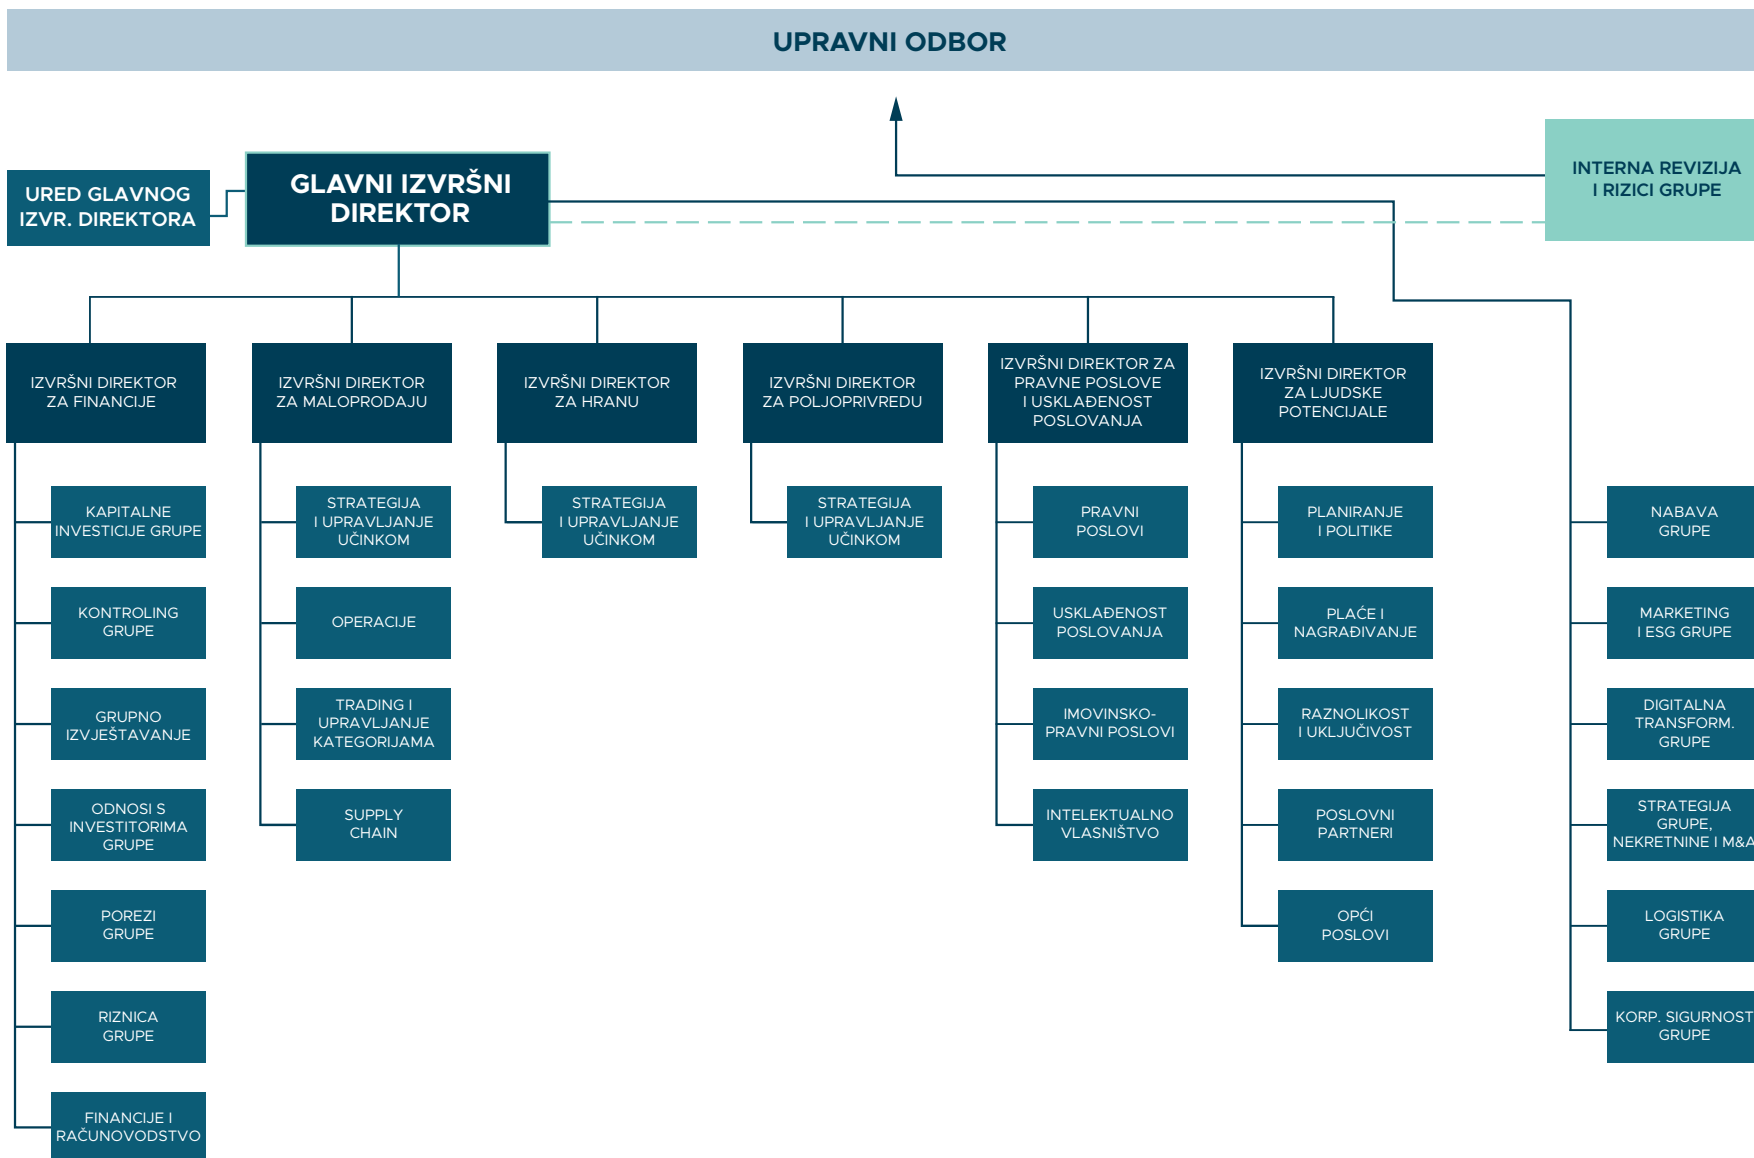 UPRAVNI ODBOR
URED GLAVNOG
IZVR. DIREKTORA
GLAVNI IZVRŠNI
DIREKTOR
INTERNA REVIZIJA
I RIZICI GRUPE
IZVRŠNI DIREKTOR
ZA FINANCIJE
KAPITALNE
INVESTICIJE GRUPE
KONTROLING
GRUPE
GRUPNO
IZVJEŠTAVANJE
ODNOSI S
INVESTITORIMA
GRUPE
POREZI
GRUPE
RIZNICA
GRUPE
FINANCIJE I
RAČUNOVODSTVO
IZVRŠNI DIREKTOR
ZA MALOPRODAJU
STRATEGIJA
I UPRAVLJANJE
UČINKOM
OPERACIJE
TRADING I
UPRAVLJANJE
KATEGORIJAMA
SUPPLY
CHAIN
IZVRŠNI DIREKTOR
ZA HRANU
STRATEGIJA
I UPRAVLJANJE
UČINKOM
IZVRŠNI DIREKTOR
ZA POLJOPRIVREDU
STRATEGIJA
I UPRAVLJANJE
UČINKOM
IZVRŠNI DIREKTOR ZA
PRAVNE POSLOVE
I USKLAĐENOST
POSLOVANJA
PRAVNI
POSLOVI
USKLAĐENOST
POSLOVANJA
IMOVINSKO-
PRAVNI POSLOVI
INTELEKTUALNO
VLASNIŠTVO
IZVRŠNI DIREKTOR
ZA LJUDSKE
POTENCIJALE
PLANIRANJE
I POLITIKE
PLAĆE I
NAGRAĐIVANJE
RAZNOLIKOST
I UKLJUČIVOST
POSLOVNI
PARTNERI
OPĆI
POSLOVI
NABAVA
GRUPE
MARKETING
I ESG GRUPE
DIGITALNA
TRANSFORM.
GRUPE
STRATEGIJA
GRUPE,
NEKRETNINE I M&A
LOGISTIKA
GRUPE
KORP. SIGURNOST
GRUPE